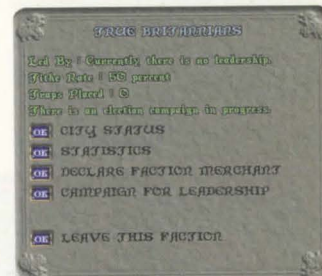 TRUE BRITANNIANS
Led By : Currently there is no leadership.
Tithe Rate : 50 percent
Traps Placed : 0
There is an election campaign in progress.
OK CITY STATUS
OK STATISTICS
OK DECLARE FACTION MERCHANT
OK CAMPAIGN FOR LEADERSHIP
OK LEAVE THIS FACTION